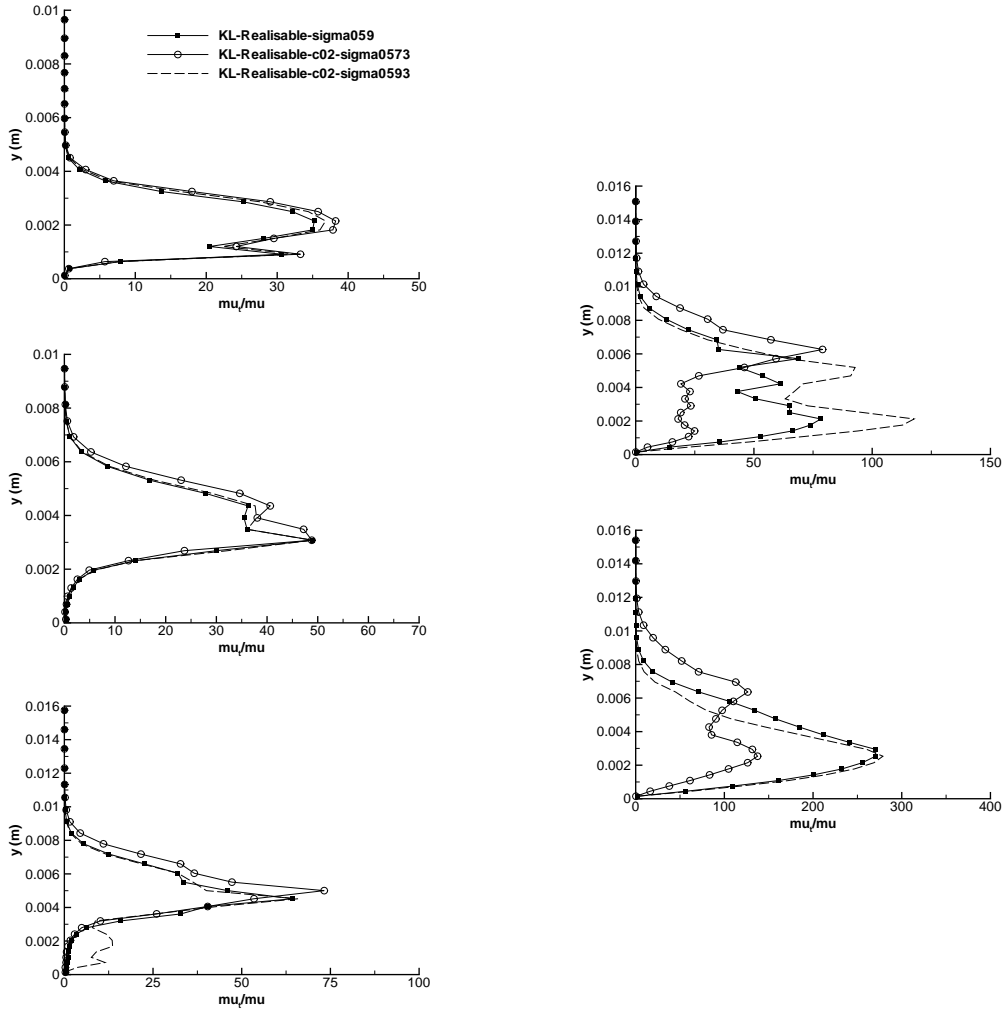 KL-Realisable-sigma059
KL-Realisable-c02-sigma0573
KL-Realisable-c02-sigma0593
y (m)
0.01
0.008
0.006
0.004
0.002
0
0 10 20 30 40 50
mut/mu
y (m)
0.01
0.008
0.006
0.004
0.002
0
0 10 20 30 40 50 60 70
mut/mu
y (m)
0.016
0.014
0.012
0.01
0.008
0.006
0.004
0.002
0
0 25 50 75 100
mut/mu
y (m)
0.016
0.014
0.012
0.01
0.008
0.006
0.004
0.002
0
0 50 100 150
mut/mu
y (m)
0.016
0.014
0.012
0.01
0.008
0.006
0.004
0.002
0
0 100 200 300 400
mut/mu